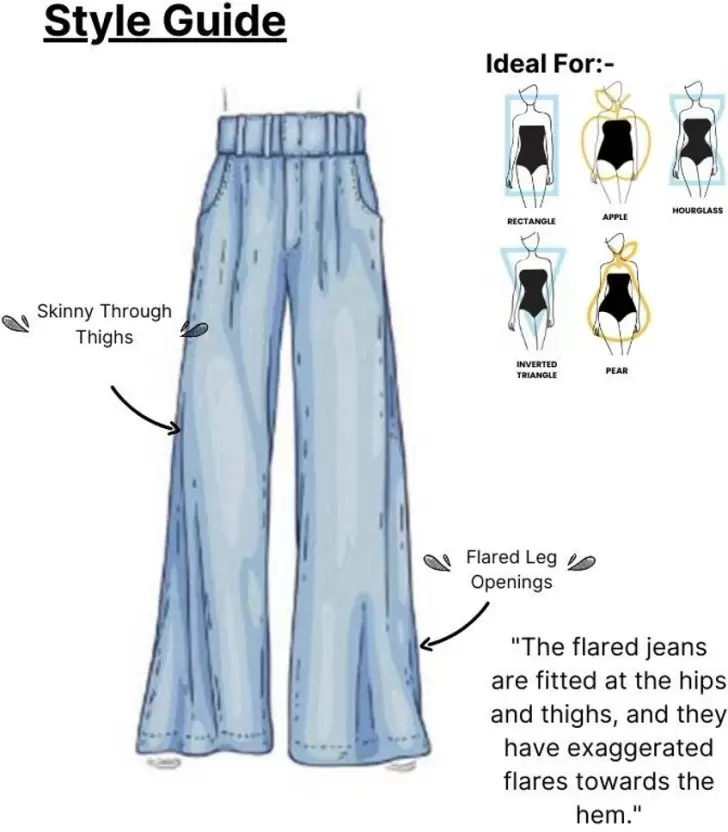 Style Guide
Ideal For:-
RECTANGLE
APPLE
HOURGLASS
INVERTED
TRIANGLE
PEAR
Skinny Through
Thighs
Flared Leg
Openings
"The flared jeans
are fitted at the hips
and thighs, and they
have exaggerated
flares towards the
hem."